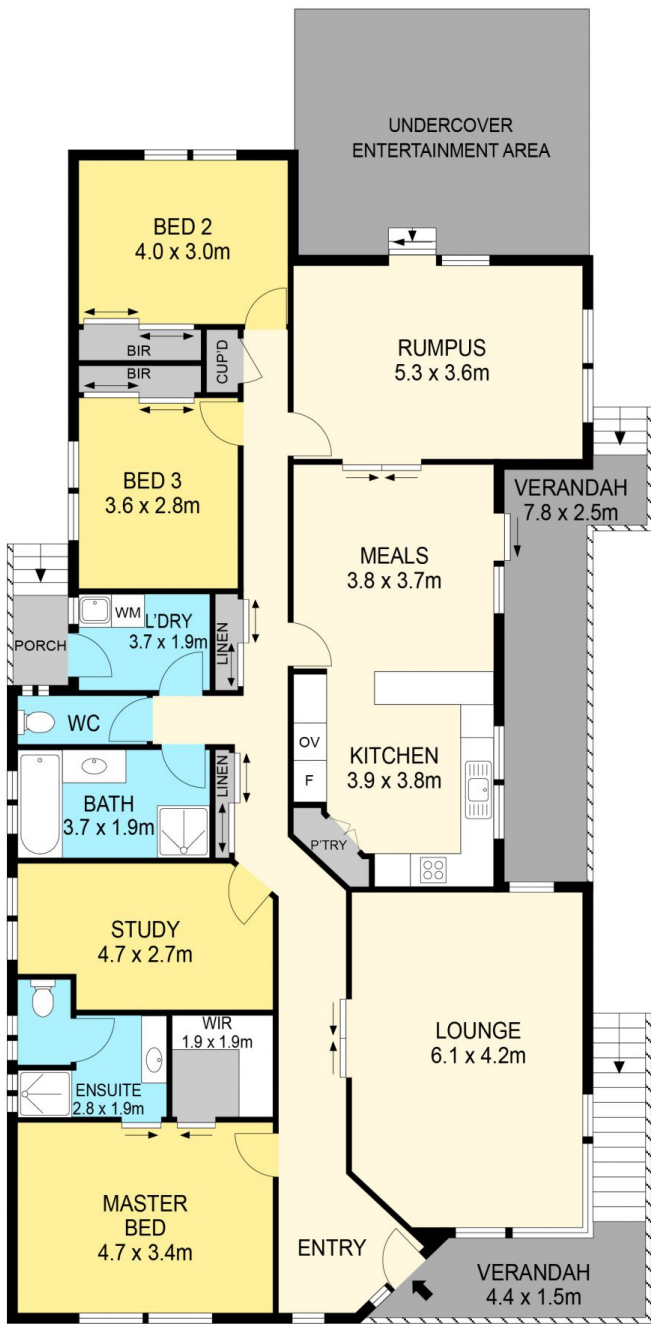 UNDERCOVER
ENTERTAINMENT AREA
BED 2
4.0 x 3.0m
BIR
CUP'D
RUMPUS
5.3 x 3.6m
BIR
BED 3
3.6 x 2.8m
VERANDAH
7.8 x 2.5m
MEALS
3.8 x 3.7m
WM
L'DRY
3.7 x 1.9m
LINEN
PORCH
WC
OV
F
KITCHEN
3.9 x 3.8m
BATH
3.7 x 1.9m
LINEN
P'TRY
STUDY
4.7 x 2.7m
WIR
1.9 x 1.9m
LOUNGE
6.1 x 4.2m
ENSUITE
2.8 x 1.9m
MASTER
BED
4.7 x 3.4m
ENTRY
VERANDAH
4.4 x 1.5m